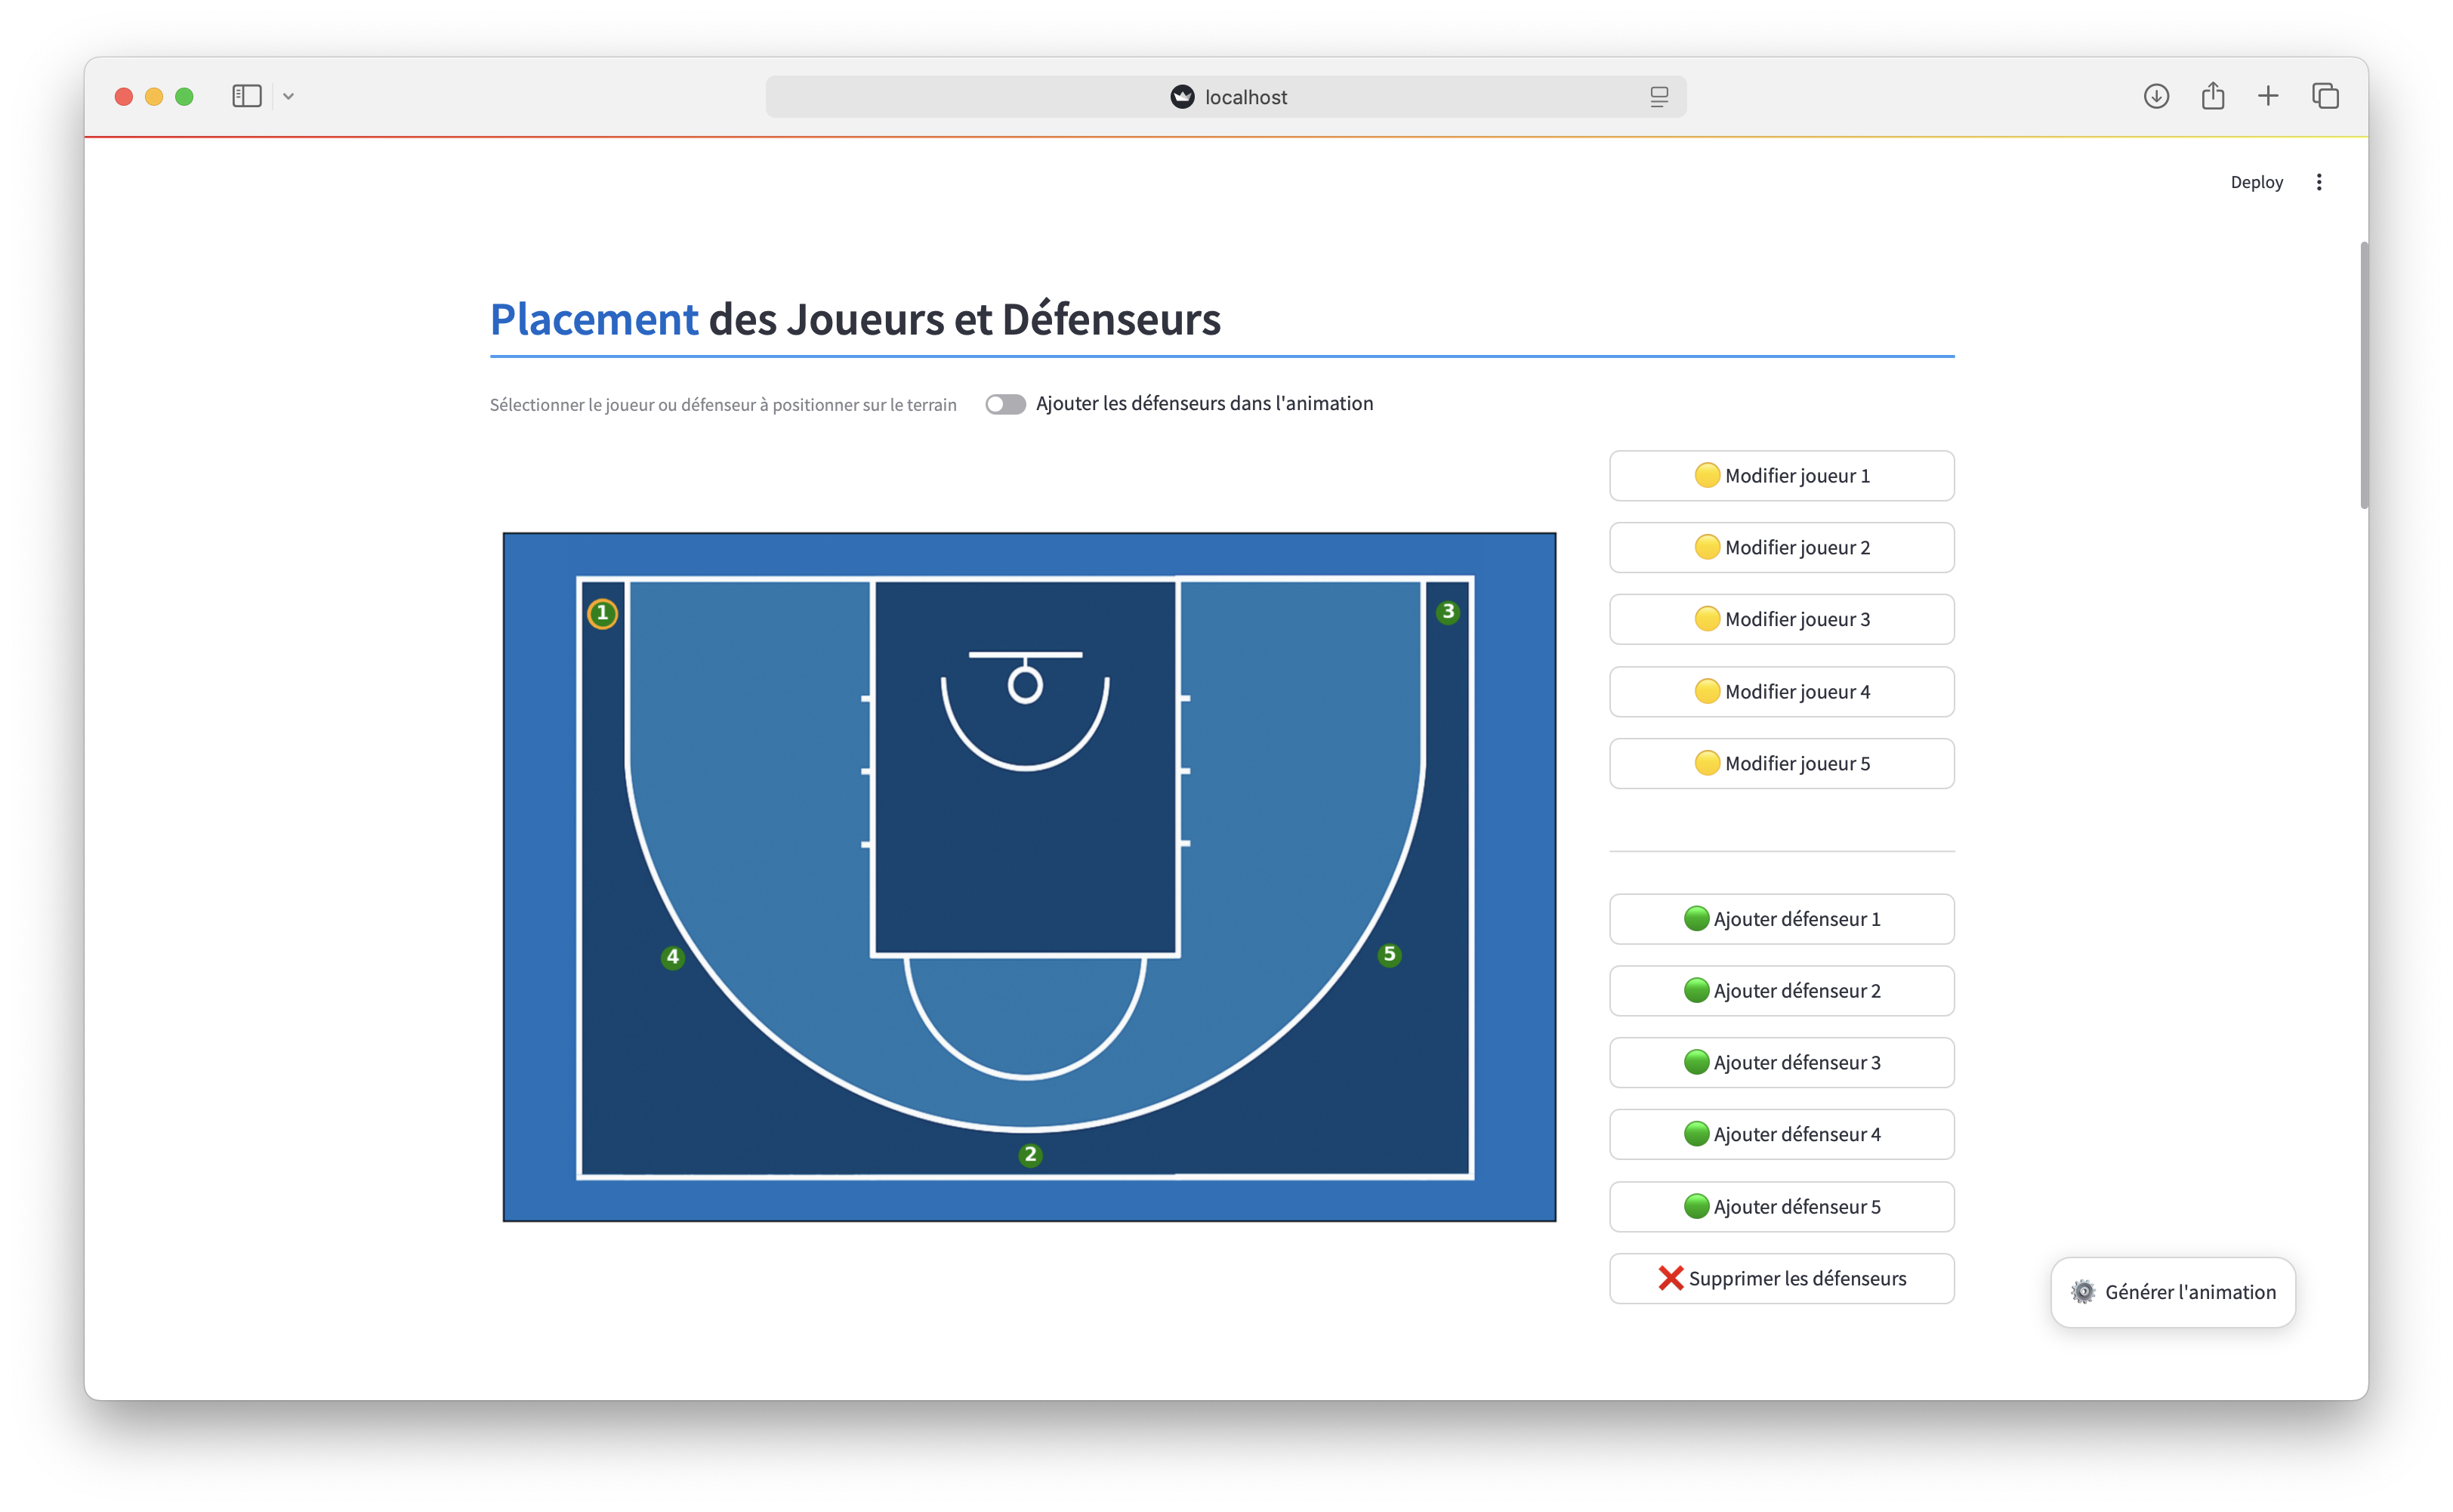 localhost
Deploy
Placement des Joueurs et Défenseurs
Sélectionner le joueur ou défenseur à positionner sur le terrain
Ajouter les défenseurs dans l'animation
Modifier joueur 1
Modifier joueur 2
Modifier joueur 3
Modifier joueur 4
Modifier joueur 5
1
3
4
5
2
Ajouter défenseur 1
Ajouter défenseur 2
Ajouter défenseur 3
Ajouter défenseur 4
Ajouter défenseur 5
Supprimer les défenseurs
Générer l'animation